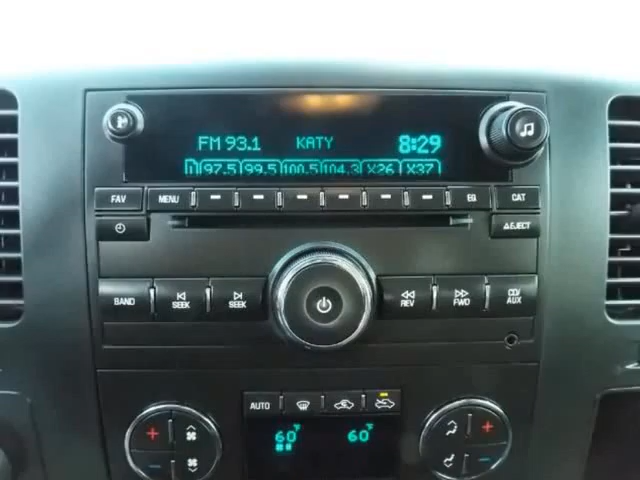 FM 93.1 KATY 8:29
1 97.5 99.5 100.5 104.3 X26 X37
FAV MENU EQ CAT
EJECT
BAND SEEK SEEK REV FWD CD/AUX
AUTO
60°F 60°F